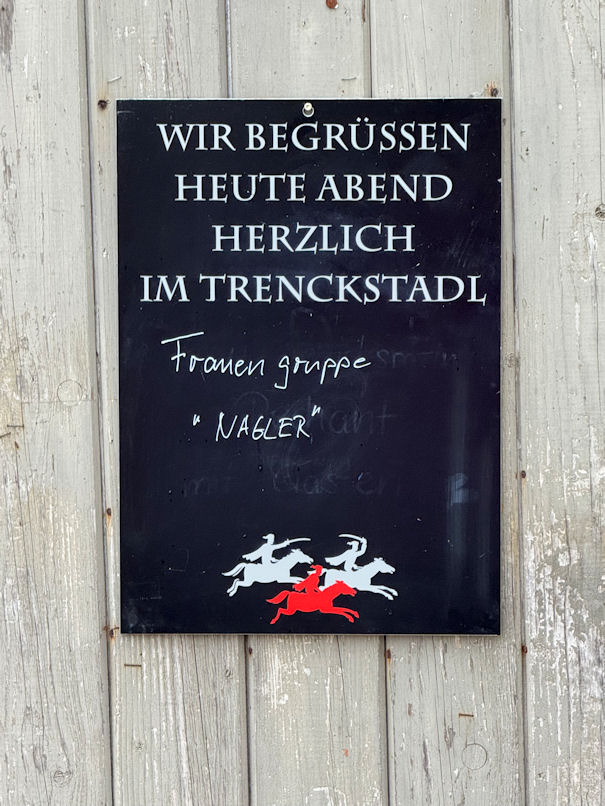 WIR BEGRÜSSEN
HEUTE ABEND
HERZLICH
IM TRENCKSTADL
Frauen gruppe
"NAGLER"